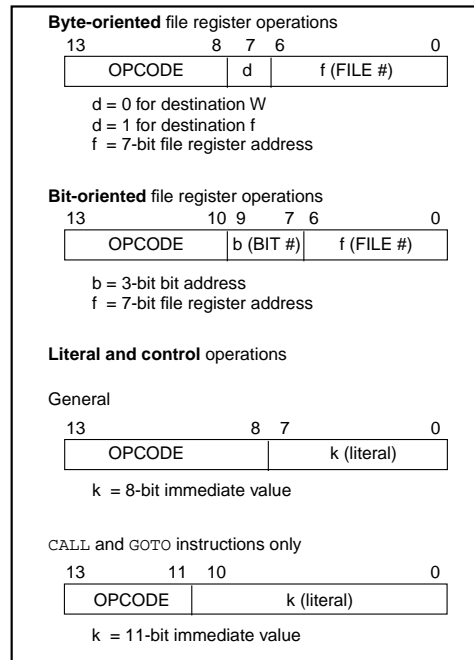 Byte-oriented file register operations
13 8 7 6 0
OPCODE d f (FILE #)
d = 0 for destination W
d = 1 for destination f
f = 7-bit file register address
Bit-oriented file register operations
13 10 9 7 6 0
OPCODE b (BIT #) f (FILE #)
b = 3-bit bit address
f = 7-bit file register address
Literal and control operations
General
13 8 7 0
OPCODE k (literal)
k = 8-bit immediate value
CALL and GOTO instructions only
13 11 10 0
OPCODE k (literal)
k = 11-bit immediate value